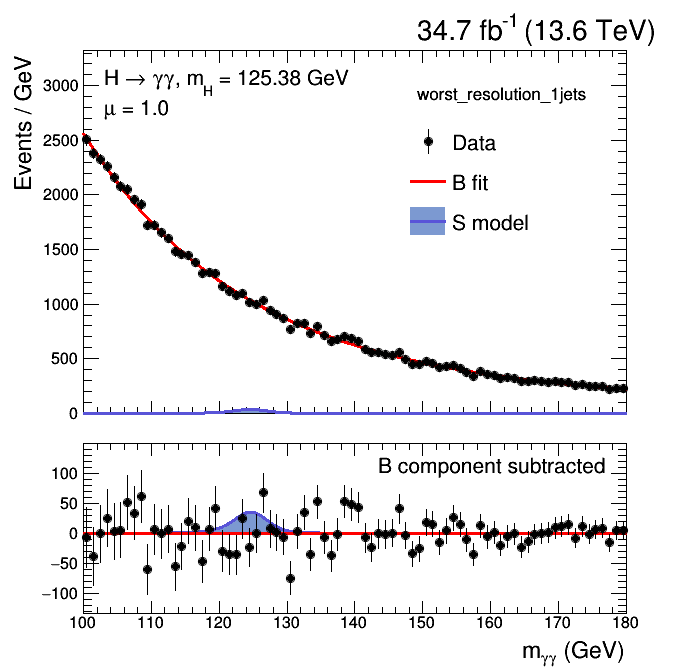 34.7 fb⁻¹ (13.6 TeV)
Events / GeV
H → γγ, m_H = 125.38 GeV
μ = 1.0
worst_resolution_1jets
Data
B fit
S model
3000
2500
2000
1500
1000
500
0
B component subtracted
100
50
0
−50
−100
100 110 120 130 140 150 160 170 180
m_γγ (GeV)